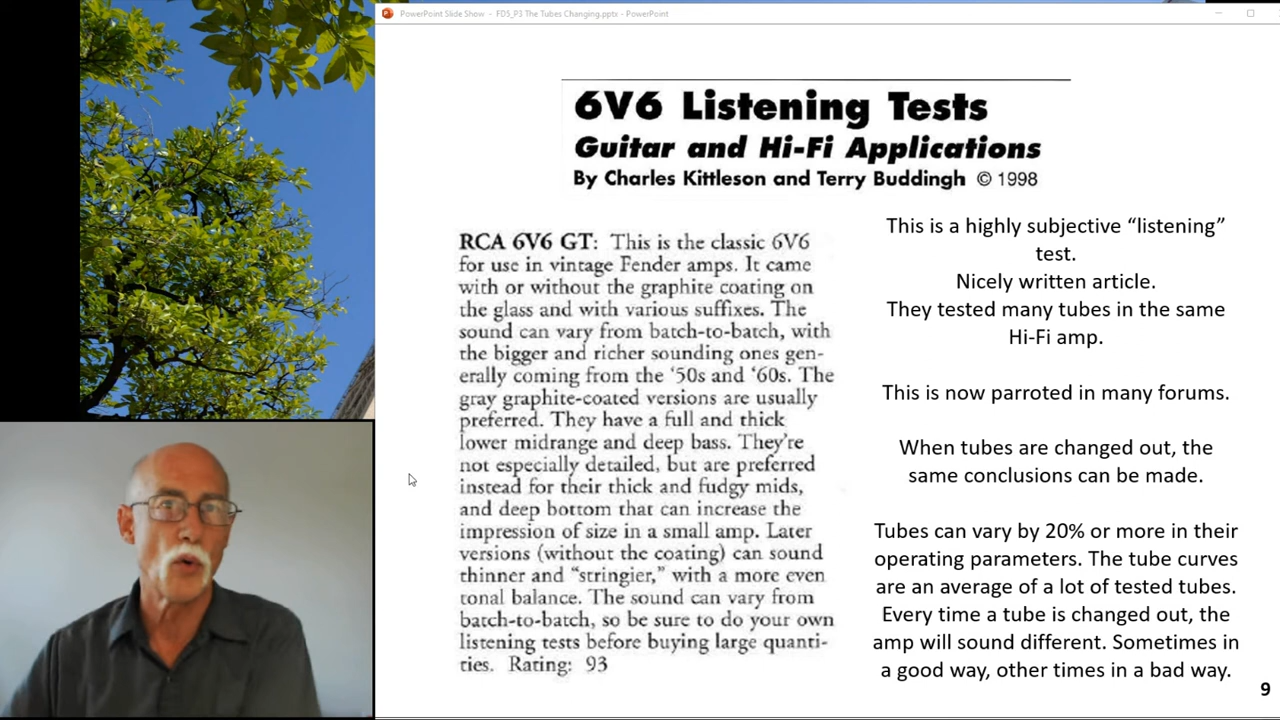 PowerPoint Slide Show - FD5_P3 The Tubes Changing.pptx - PowerPoint
6V6 Listening Tests
Guitar and Hi-Fi Applications
By Charles Kittleson and Terry Buddingh © 1998
RCA 6V6 GT: This is the classic 6V6
for use in vintage Fender amps. It came
with or without the graphite coating on
the glass and with various suffixes. The
sound can vary from batch-to-batch, with
the bigger and richer sounding ones gen-
erally coming from the '50s and '60s. The
gray graphite-coated versions are usually
preferred. They have a full and thick
lower midrange and deep bass. They're
not especially detailed, but are preferred
instead for their thick and fudgy mids,
and deep bottom that can increase the
impression of size in a small amp. Later
versions (without the coating) can sound
thinner and "stringier," with a more even
tonal balance. The sound can vary from
batch-to-batch, so be sure to do your own
listening tests before buying large quanti-
ties. Rating: 93
This is a highly subjective “listening”
test.
Nicely written article.
They tested many tubes in the same
Hi-Fi amp.
This is now parroted in many forums.
When tubes are changed out, the
same conclusions can be made.
Tubes can vary by 20% or more in their
operating parameters. The tube curves
are an average of a lot of tested tubes.
Every time a tube is changed out, the
amp will sound different. Sometimes in
a good way, other times in a bad way.
9